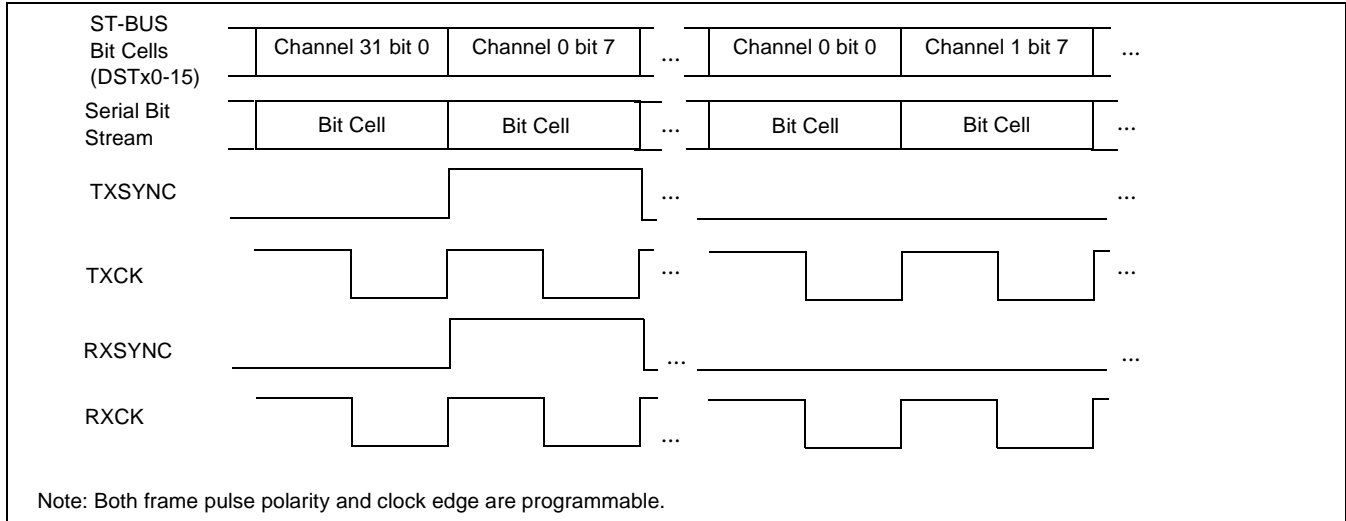 ST-BUS
Bit Cells
(DSTx0-15)
Channel 31 bit 0 Channel 0 bit 7 ... Channel 0 bit 0 Channel 1 bit 7 ...
Serial Bit
Stream
Bit Cell Bit Cell ... Bit Cell Bit Cell ...
TXSYNC ... ...
TXCK ... ...
RXSYNC ... ...
RXCK ...
Note: Both frame pulse polarity and clock edge are programmable.